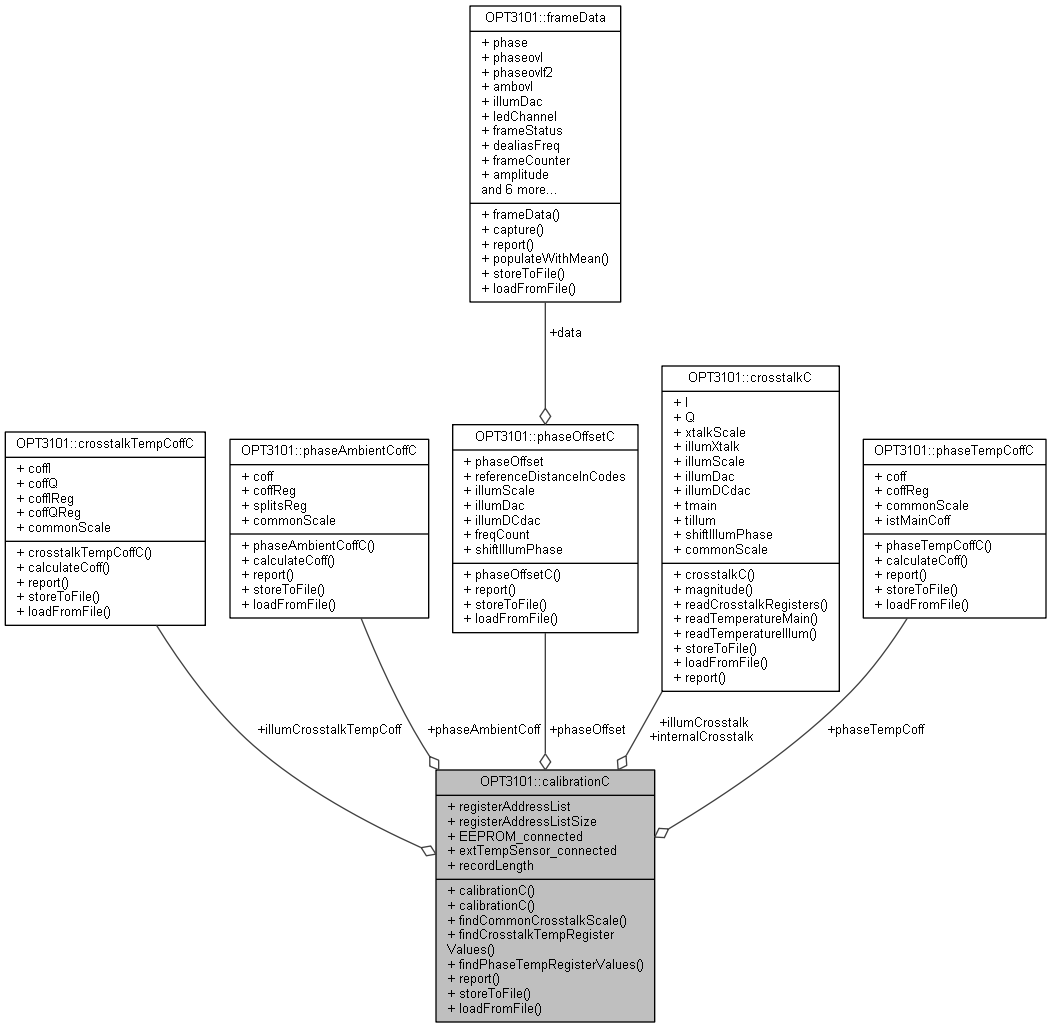 OPT3101::frameData
+ phase
+ phaseovl
+ phaseovlf2
+ ambovl
+ illumDac
+ ledChannel
+ frameStatus
+ dealiasFreq
+ frameCounter
+ amplitude
and 6 more...
+ frameData()
+ capture()
+ report()
+ populateWithMean()
+ storeToFile()
+ loadFromFile()
+data
OPT3101::crosstalkTempCoffC
+ coffI
+ coffQ
+ coffIReg
+ coffQReg
+ commonScale
+ crosstalkTempCoffC()
+ calculateCoff()
+ report()
+ storeToFile()
+ loadFromFile()
OPT3101::phaseAmbientCoffC
+ coff
+ coffReg
+ splitsReg
+ commonScale
+ phaseAmbientCoffC()
+ calculateCoff()
+ report()
+ storeToFile()
+ loadFromFile()
OPT3101::phaseOffsetC
+ phaseOffset
+ referenceDistanceInCodes
+ illumScale
+ illumDac
+ illumDCdac
+ freqCount
+ shiftIllumPhase
+ phaseOffsetC()
+ report()
+ storeToFile()
+ loadFromFile()
OPT3101::crosstalkC
+ I
+ Q
+ xtalkScale
+ illumXtalk
+ illumScale
+ illumDac
+ illumDCdac
+ tmain
+ tillum
+ shiftIllumPhase
+ commonScale
+ crosstalkC()
+ magnitude()
+ readCrosstalkRegisters()
+ readTemperatureMain()
+ readTemperatureIllum()
+ storeToFile()
+ loadFromFile()
+ report()
OPT3101::phaseTempCoffC
+ coff
+ coffReg
+ commonScale
+ istMainCoff
+ phaseTempCoffC()
+ calculateCoff()
+ report()
+ storeToFile()
+ loadFromFile()
+illumCrosstalkTempCoff
+phaseAmbientCoff
+phaseOffset
+illumCrosstalk
+internalCrosstalk
+phaseTempCoff
OPT3101::calibrationC
+ registerAddressList
+ registerAddressListSize
+ EEPROM_connected
+ extTempSensor_connected
+ recordLength
+ calibrationC()
+ calibrationC()
+ findCommonCrosstalkScale()
+ findCrosstalkTempRegister
Values()
+ findPhaseTempRegisterValues()
+ report()
+ storeToFile()
+ loadFromFile()